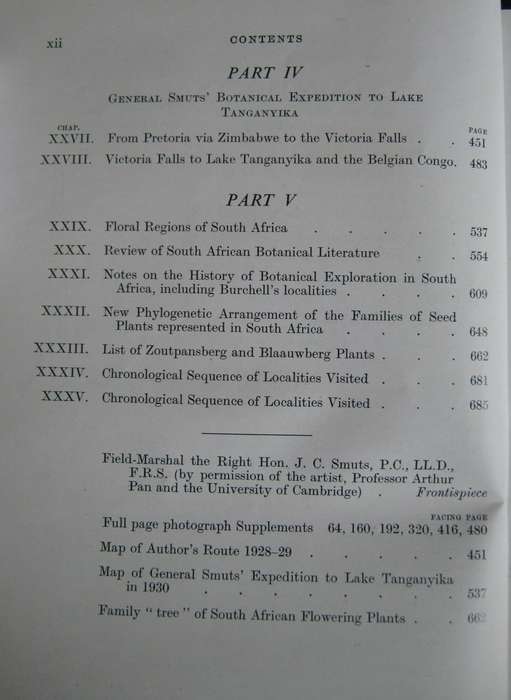 xii CONTENTS
PART IV
GENERAL SMUTS' BOTANICAL EXPEDITION TO LAKE
TANGANYIKA
CHAP. PAGE
XXVII. From Pretoria via Zimbabwe to the Victoria Falls . . 451
XXVIII. Victoria Falls to Lake Tanganyika and the Belgian Congo. 483
PART V
XXIX. Floral Regions of South Africa . . . . . 537
XXX. Review of South African Botanical Literature . . 554
XXXI. Notes on the History of Botanical Exploration in South
Africa, including Burchell's localities . . . . 609
XXXII. New Phylogenetic Arrangement of the Families of Seed
Plants represented in South Africa . . . . 648
XXXIII. List of Zoutpansberg and Blaauwberg Plants . . . 662
XXXIV. Chronological Sequence of Localities Visited . . . 681
XXXV. Chronological Sequence of Localities Visited . . . 685
Field-Marshal the Right Hon. J. C. Smuts, P.C., LL.D.,
F.R.S. (by permission of the artist, Professor Arthur
Pan and the University of Cambridge) . Frontispiece
FACING PAGE
Full page photograph Supplements 64, 160, 192, 320, 416, 480
Map of Author's Route 1928-29 . . . . . 451
Map of General Smuts' Expedition to Lake Tanganyika
in 1930 . . . . . . . . 537
Family "tree" of South African Flowering Plants . . 662